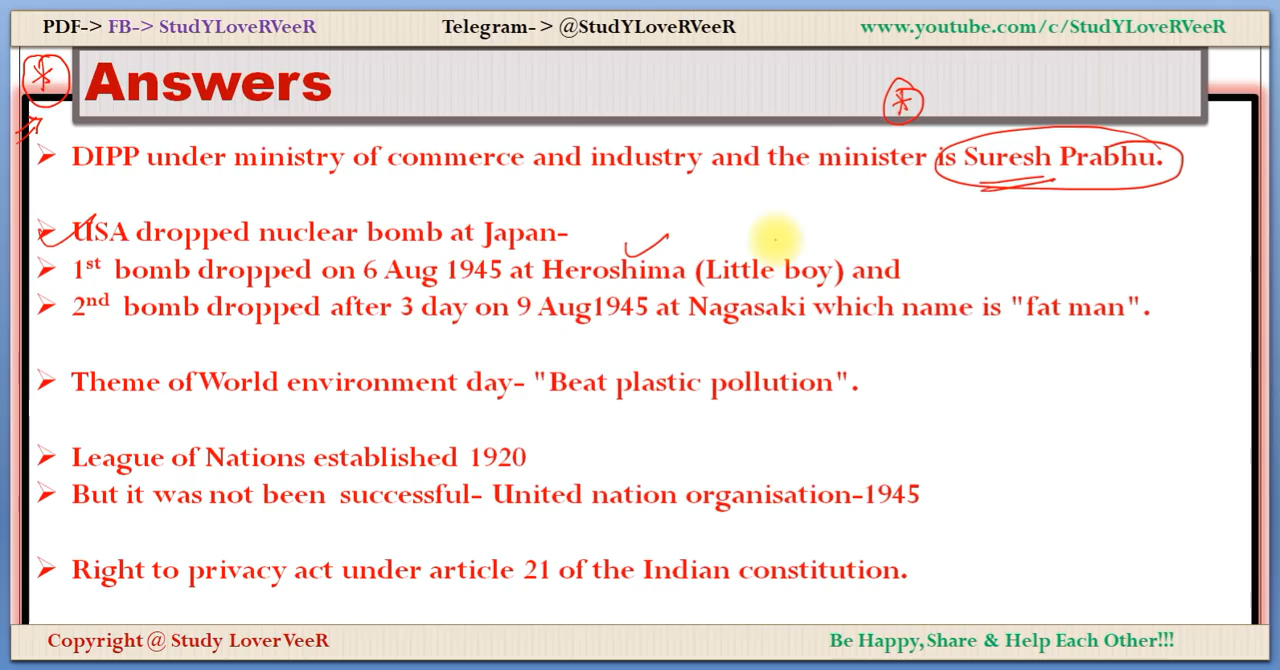 PDF-> FB-> StudYLoveRVeeR Telegram- > @StudYLoveRVeeR www.youtube.com/c/StudYLoveRVeeR
Answers
DIPP under ministry of commerce and industry and the minister is Suresh Prabhu.
USA dropped nuclear bomb at Japan-
1st bomb dropped on 6 Aug 1945 at Heroshima (Little boy) and
2nd bomb dropped after 3 day on 9 Aug1945 at Nagasaki which name is "fat man".
Theme of World environment day- "Beat plastic pollution".
League of Nations established 1920
But it was not been successful- United nation organisation-1945
Right to privacy act under article 21 of the Indian constitution.
Copyright @ Study LoverVeeR Be Happy,Share & Help Each Other!!!